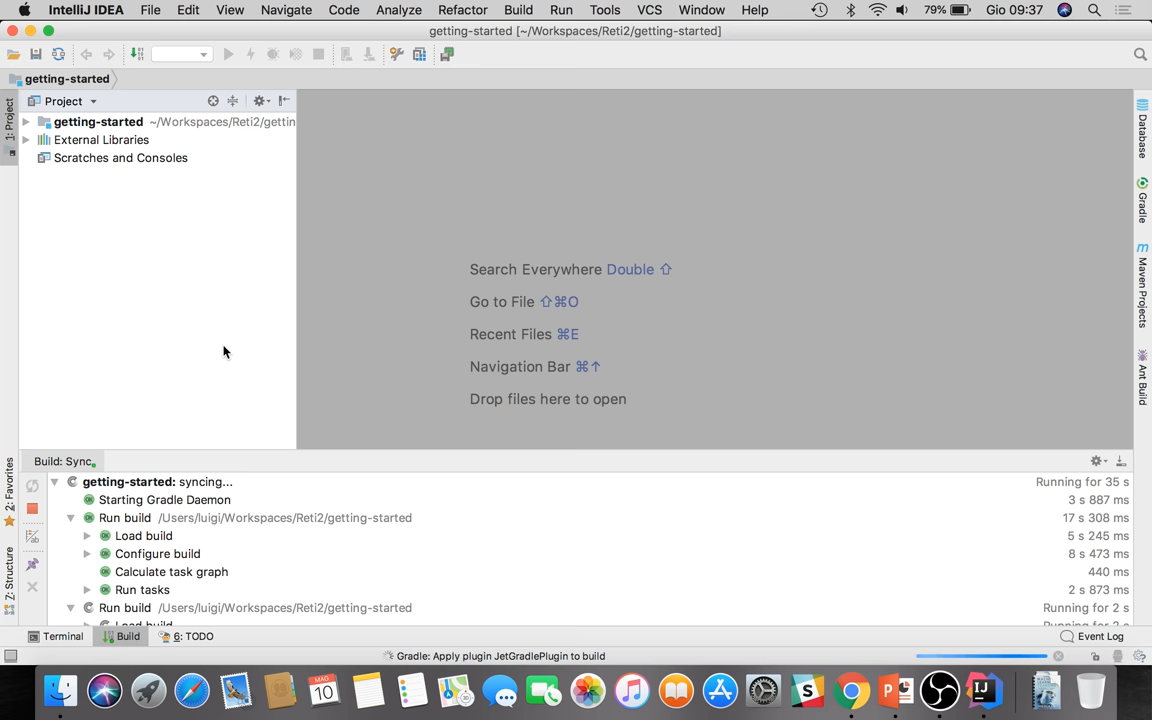 IntelliJ IDEA File Edit View Navigate Code Analyze Refactor Build Run Tools VCS Window Help 79% Gio 09:37
getting-started [~/Workspaces/Reti2/getting-started]
getting-started
Project
getting-started ~/Workspaces/Reti2/gettin
External Libraries
Scratches and Consoles
1: Project
2: Favorites
Z: Structure
Search Everywhere Double ⇧
Go to File ⇧⌘O
Recent Files ⌘E
Navigation Bar ⌘↑
Drop files here to open
Database
Gradle
Maven Projects
Ant Build
Build: Sync
getting-started: syncing... Running for 35 s
Starting Gradle Daemon 3 s 887 ms
Run build /Users/luigi/Workspaces/Reti2/getting-started 17 s 308 ms
Load build 5 s 245 ms
Configure build 8 s 473 ms
Calculate task graph 440 ms
Run tasks 2 s 873 ms
Run build /Users/luigi/Workspaces/Reti2/getting-started Running for 2 s
Load build Running for 2 s
Terminal Build 6: TODO Event Log
Gradle: Apply plugin JetGradlePlugin to build
MAG
10